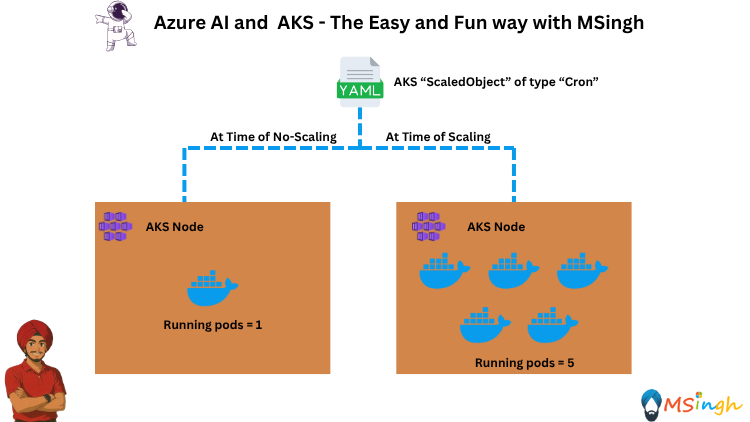 Azure AI and AKS - The Easy and Fun way with MSingh
YAML
AKS “ScaledObject” of type “Cron”
At Time of No-Scaling
At Time of Scaling
AKS Node
AKS Node
Running pods = 1
Running pods = 5
MSingh